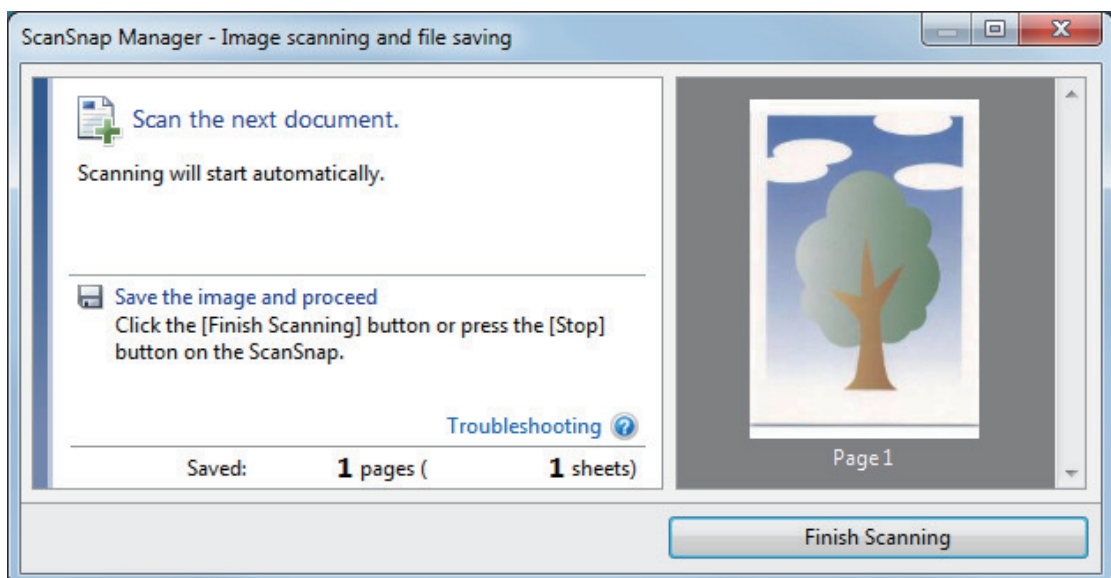 ScanSnap Manager - Image scanning and file saving
Scan the next document.
Scanning will start automatically.
Save the image and proceed
Click the [Finish Scanning] button or press the [Stop]
button on the ScanSnap.
Troubleshooting
Saved: 1 pages ( 1 sheets)
Page 1
Finish Scanning